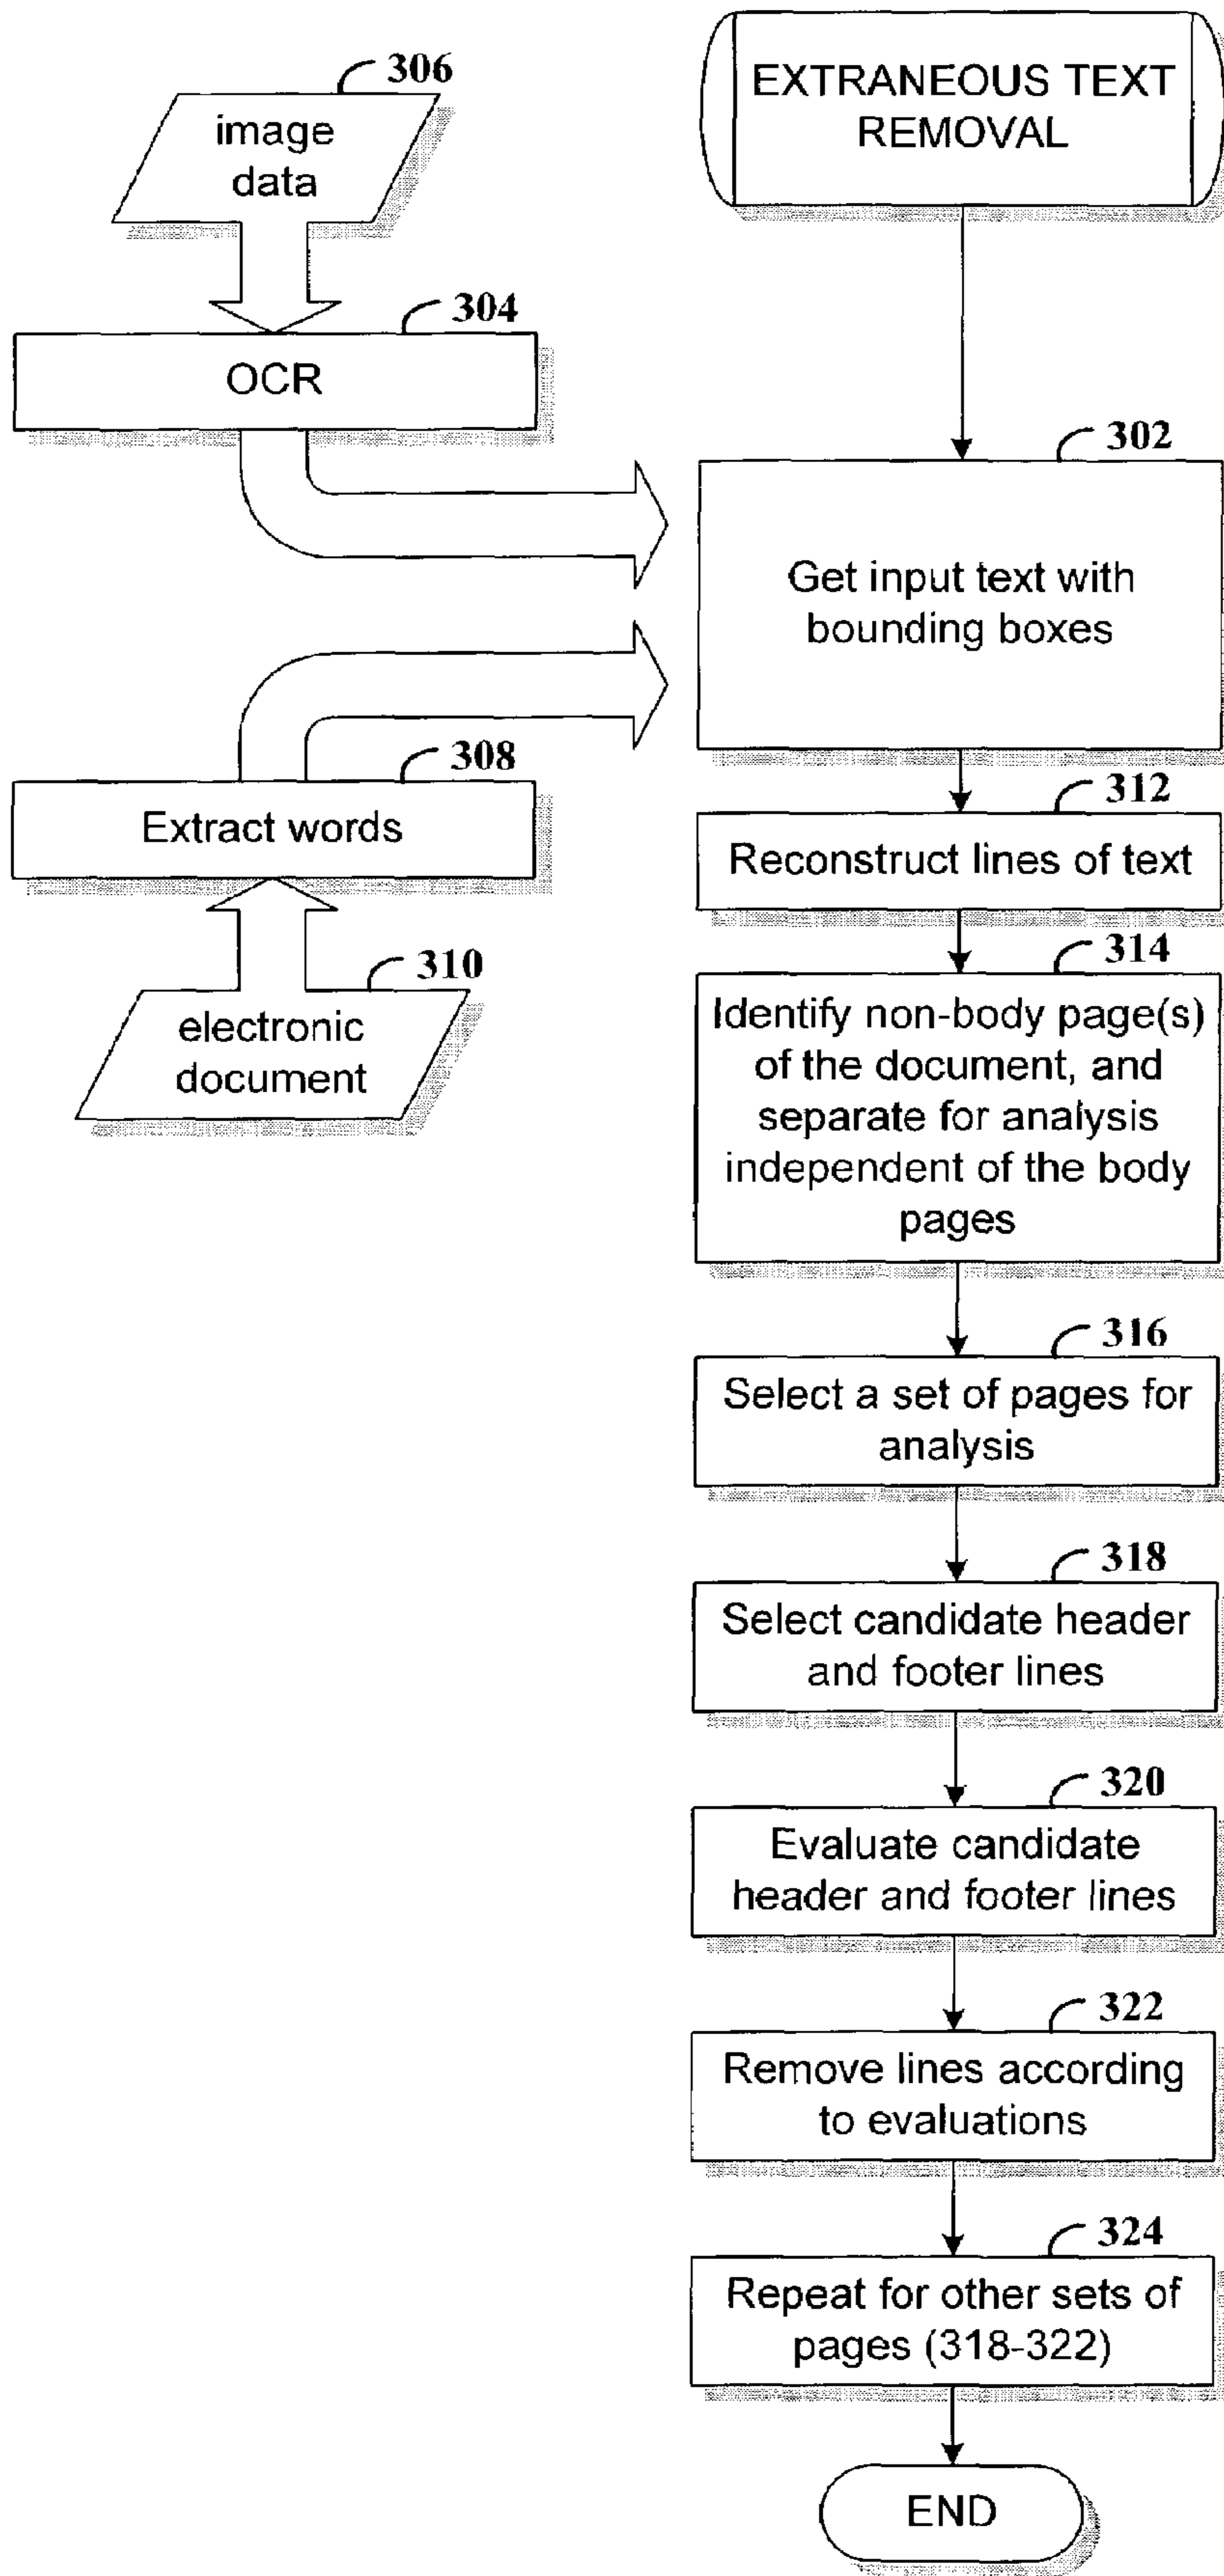 306
image
data
304
OCR
308
Extract words
310
electronic
document
EXTRANEOUS TEXT
REMOVAL
302
Get input text with
bounding boxes
312
Reconstruct lines of text
314
Identify non-body page(s)
of the document, and
separate for analysis
independent of the body
pages
316
Select a set of pages for
analysis
318
Select candidate header
and footer lines
320
Evaluate candidate
header and footer lines
322
Remove lines according
to evaluations
324
Repeat for other sets of
pages (318-322)
END